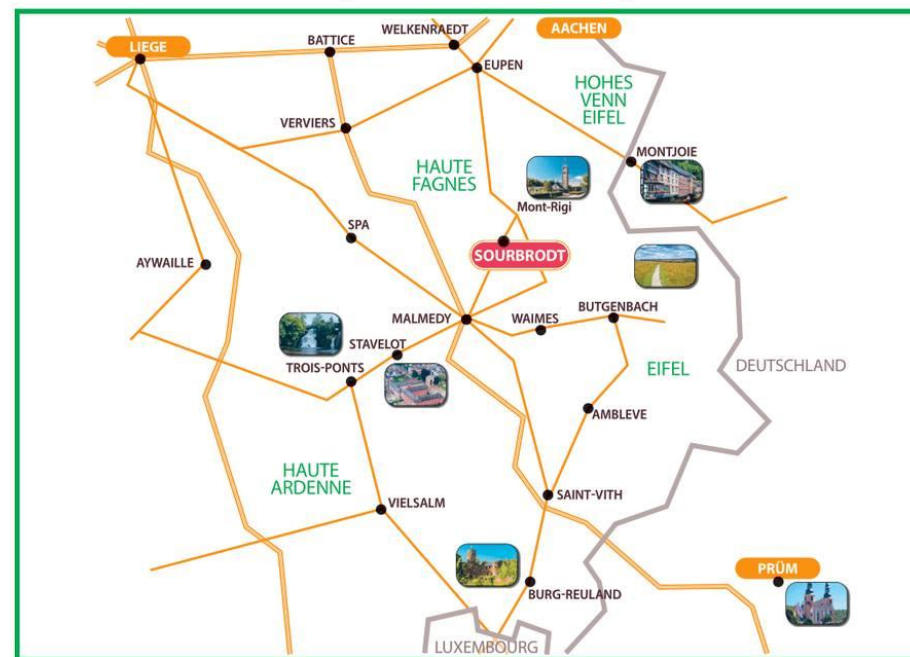 WELKENRAEDT
AACHEN
LIEGE
BATTICE
EUPEN
HOHES
VENN
EIFEL
VERVIERS
MONTJOIE
HAUTE
FAGNES
Mont-Rigi
SPA
SOURBRODT
AYWAILLE
MALMEDY
WAIMES
BUTGENBACH
STAVELOT
TROIS-PONTS
EIFEL
DEUTSCHLAND
AMBLEVE
HAUTE
ARDENNE
SAINT-VITH
VIELSALM
PRÜM
BURG-REULAND
LUXEMBOURG